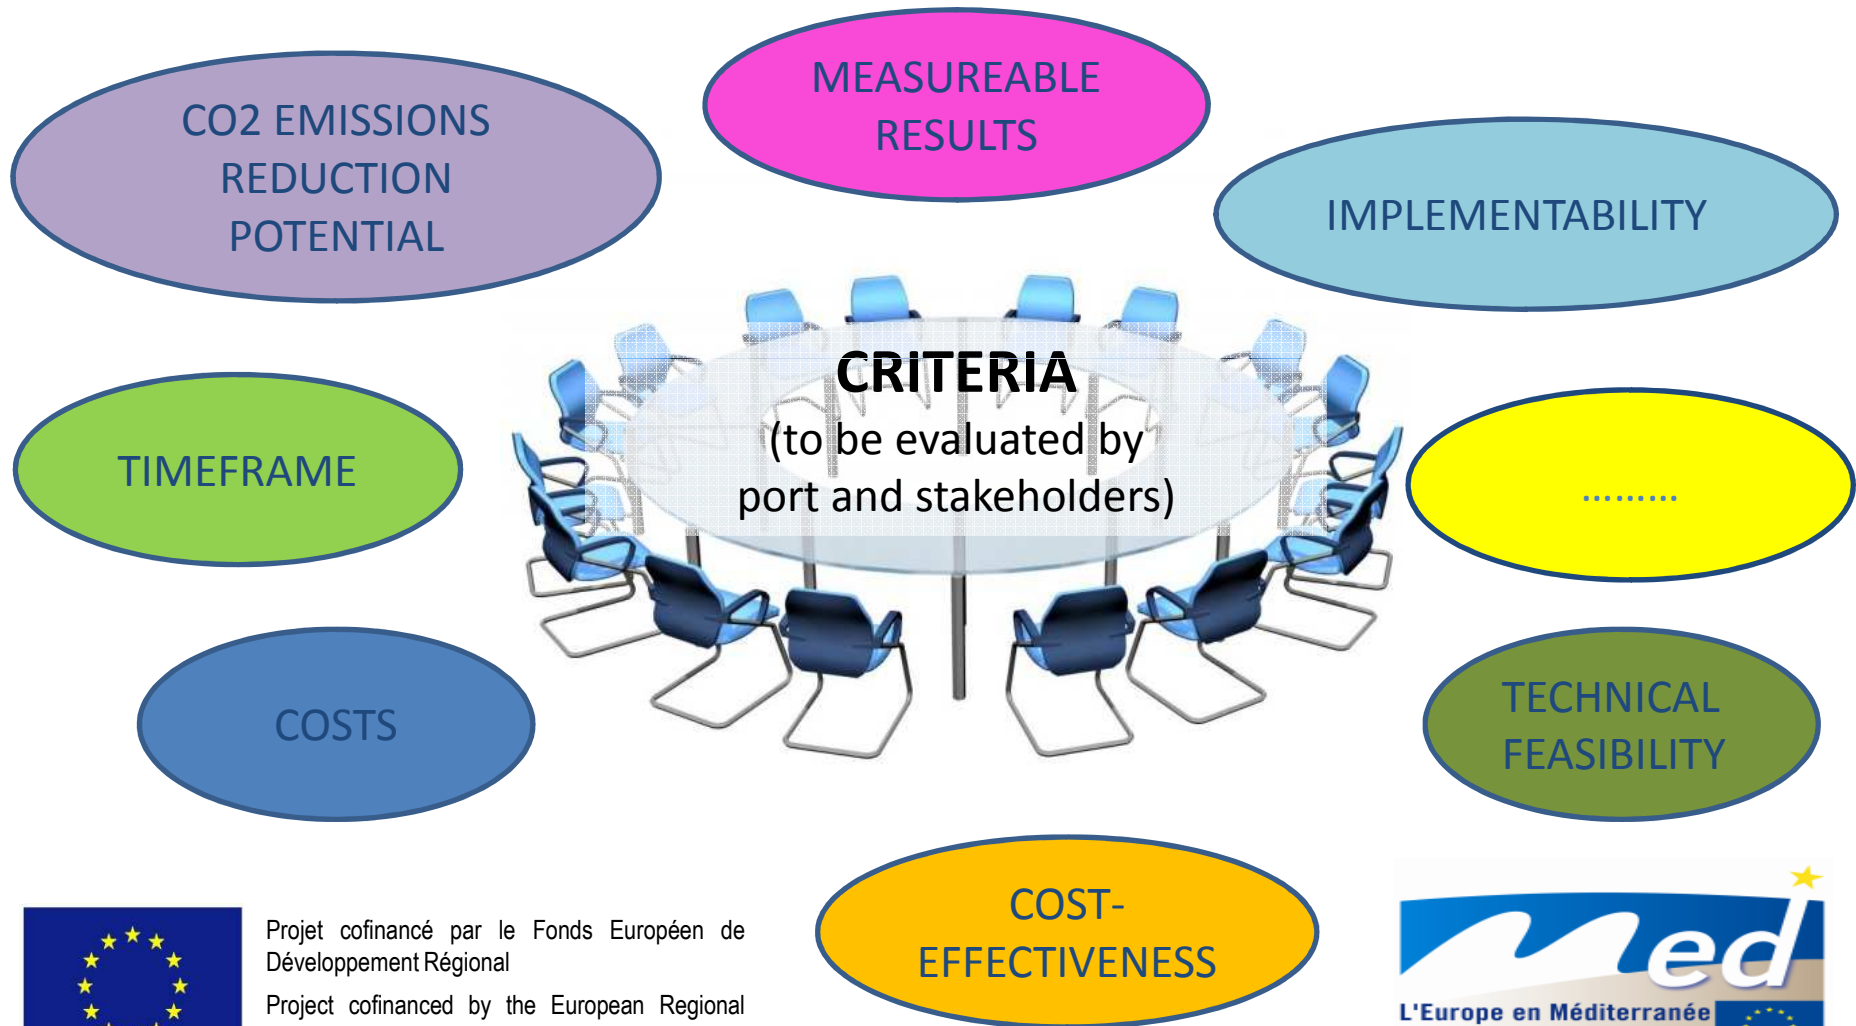 MEASUREABLE
RESULTS
CO2 EMISSIONS
REDUCTION
POTENTIAL
IMPLEMENTABILITY
CRITERIA
(to be evaluated by
port and stakeholders)
TIMEFRAME
………
COSTS
TECHNICAL
FEASIBILITY
COST-
EFFECTIVENESS
Projet cofinancé par le Fonds Européen de
Développement Régional
Project cofinanced by the European Regional
Med
L'Europe en Méditerranée